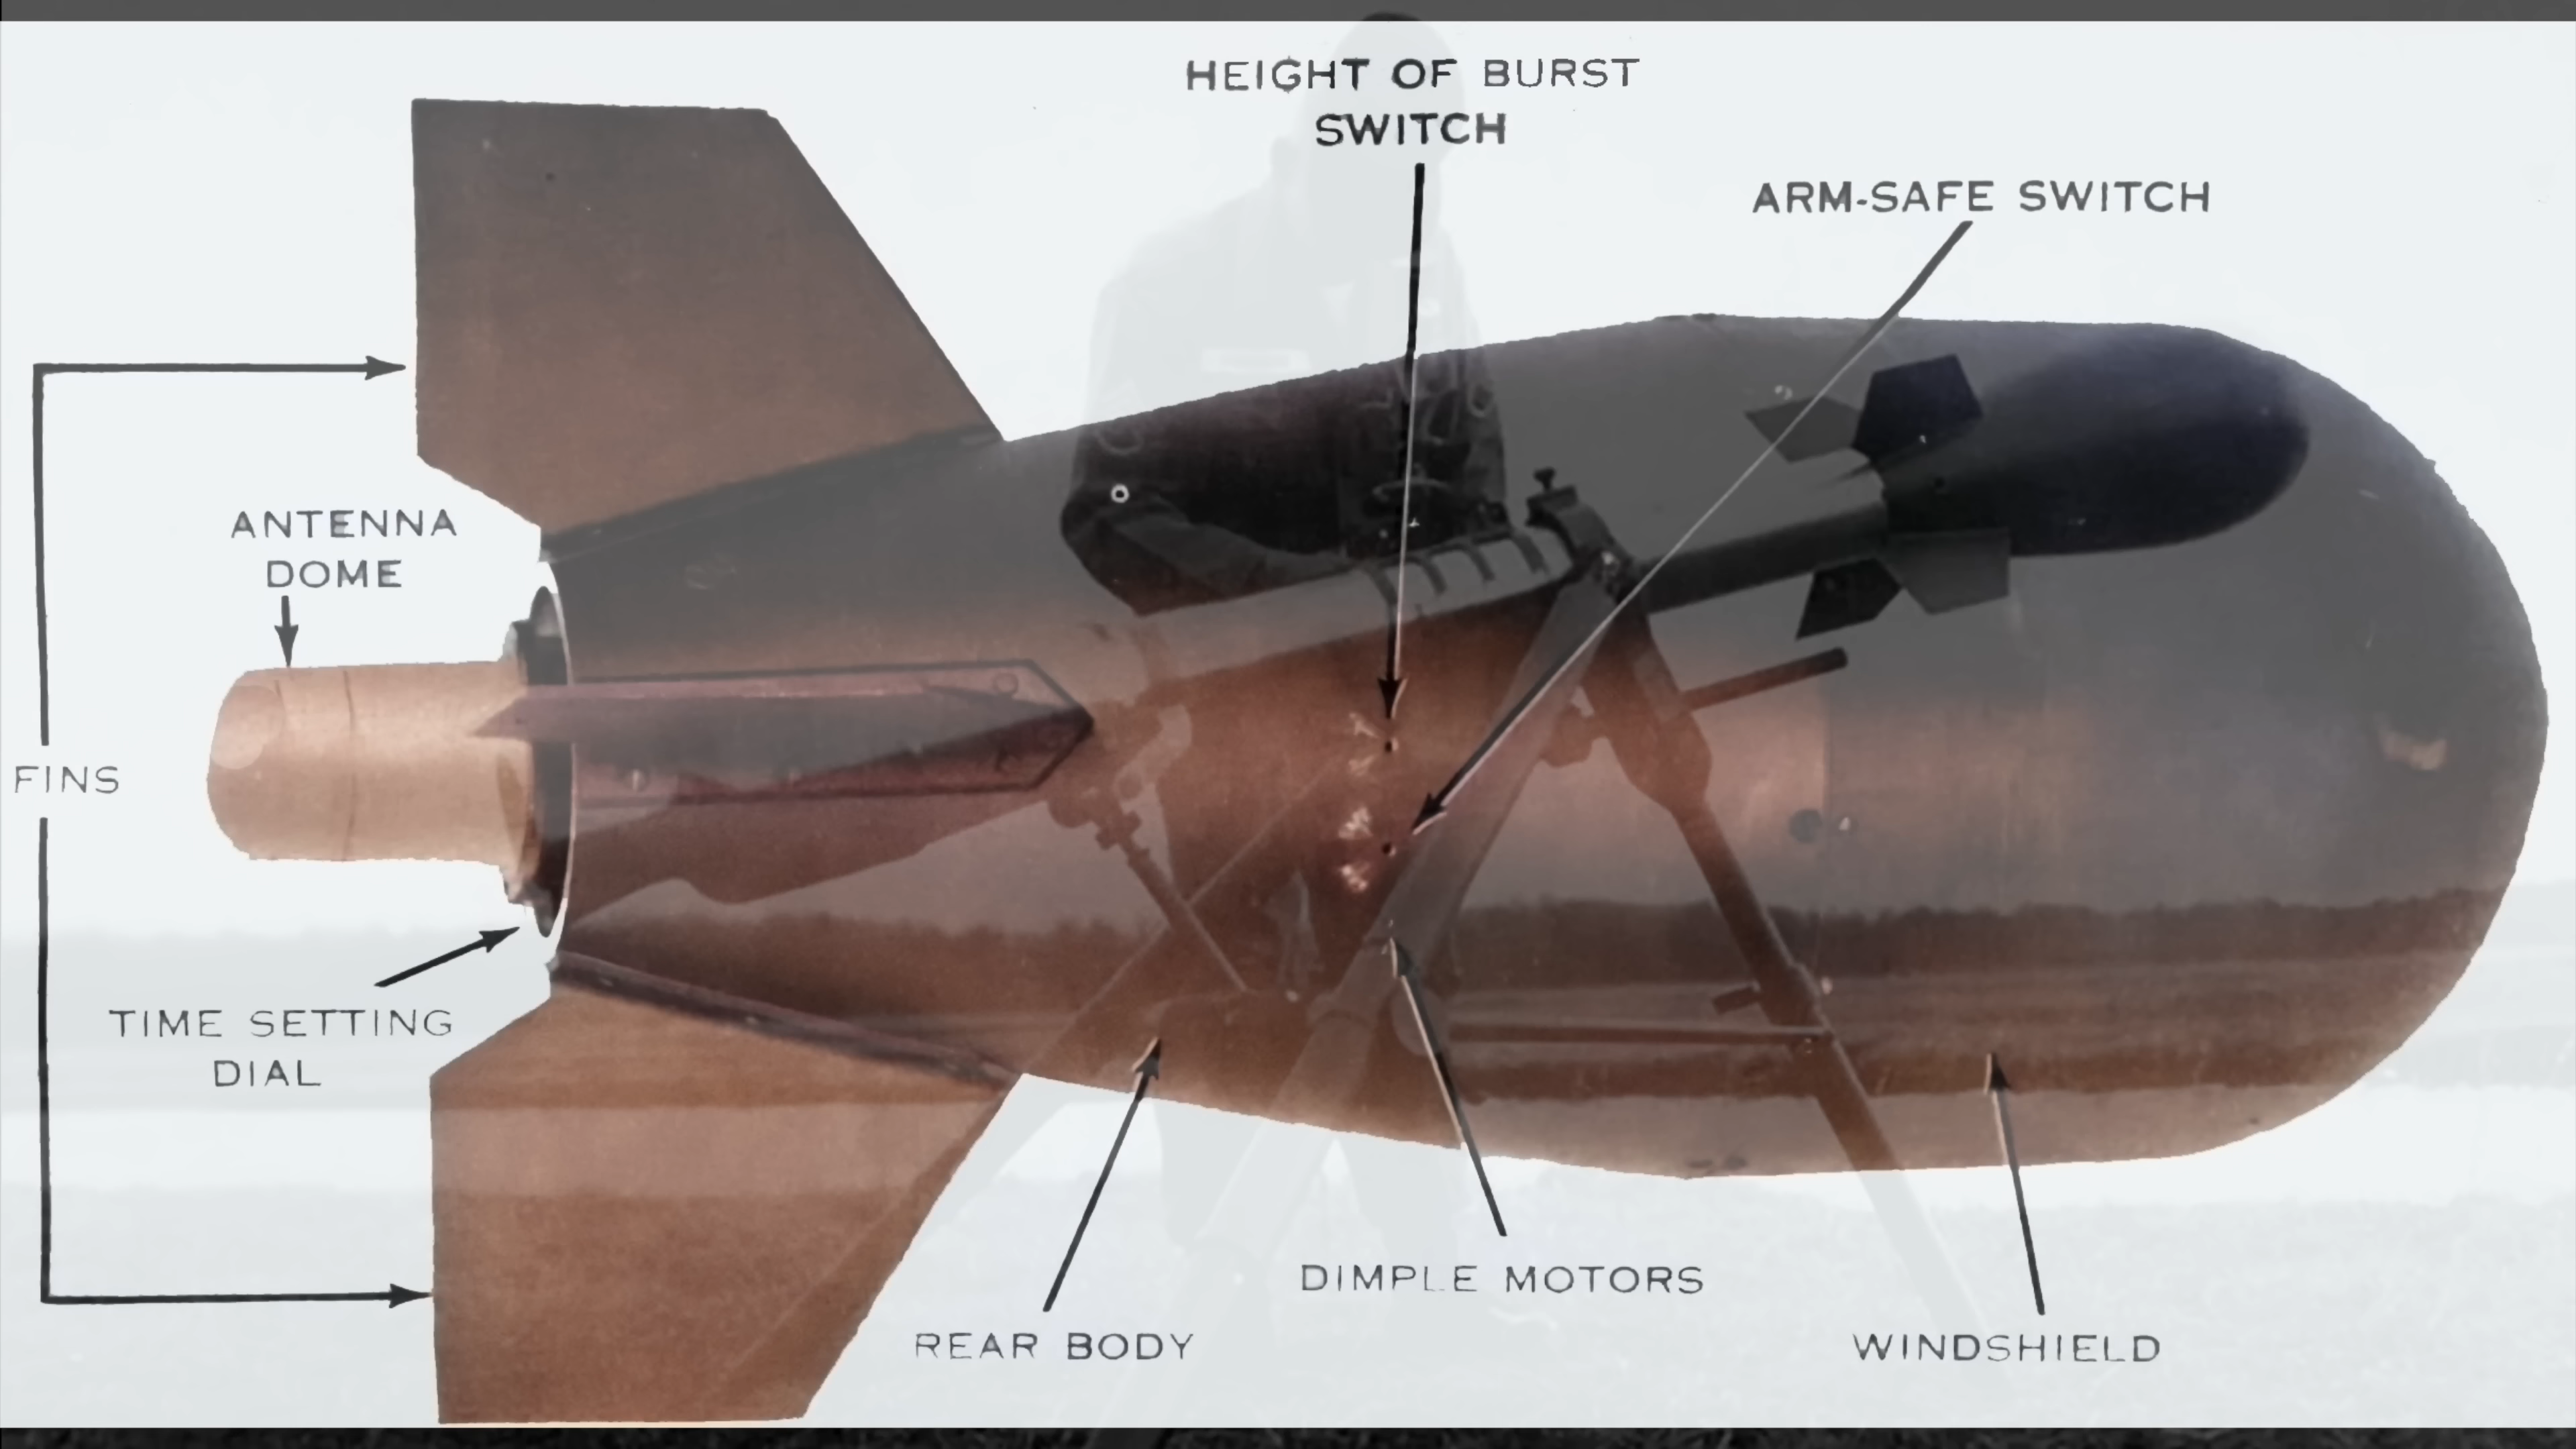 HEIGHT OF BURST
SWITCH
ARM-SAFE SWITCH
ANTENNA
DOME
FINS
TIME SETTING
DIAL
DIMPLE MOTORS
REAR BODY
WINDSHIELD